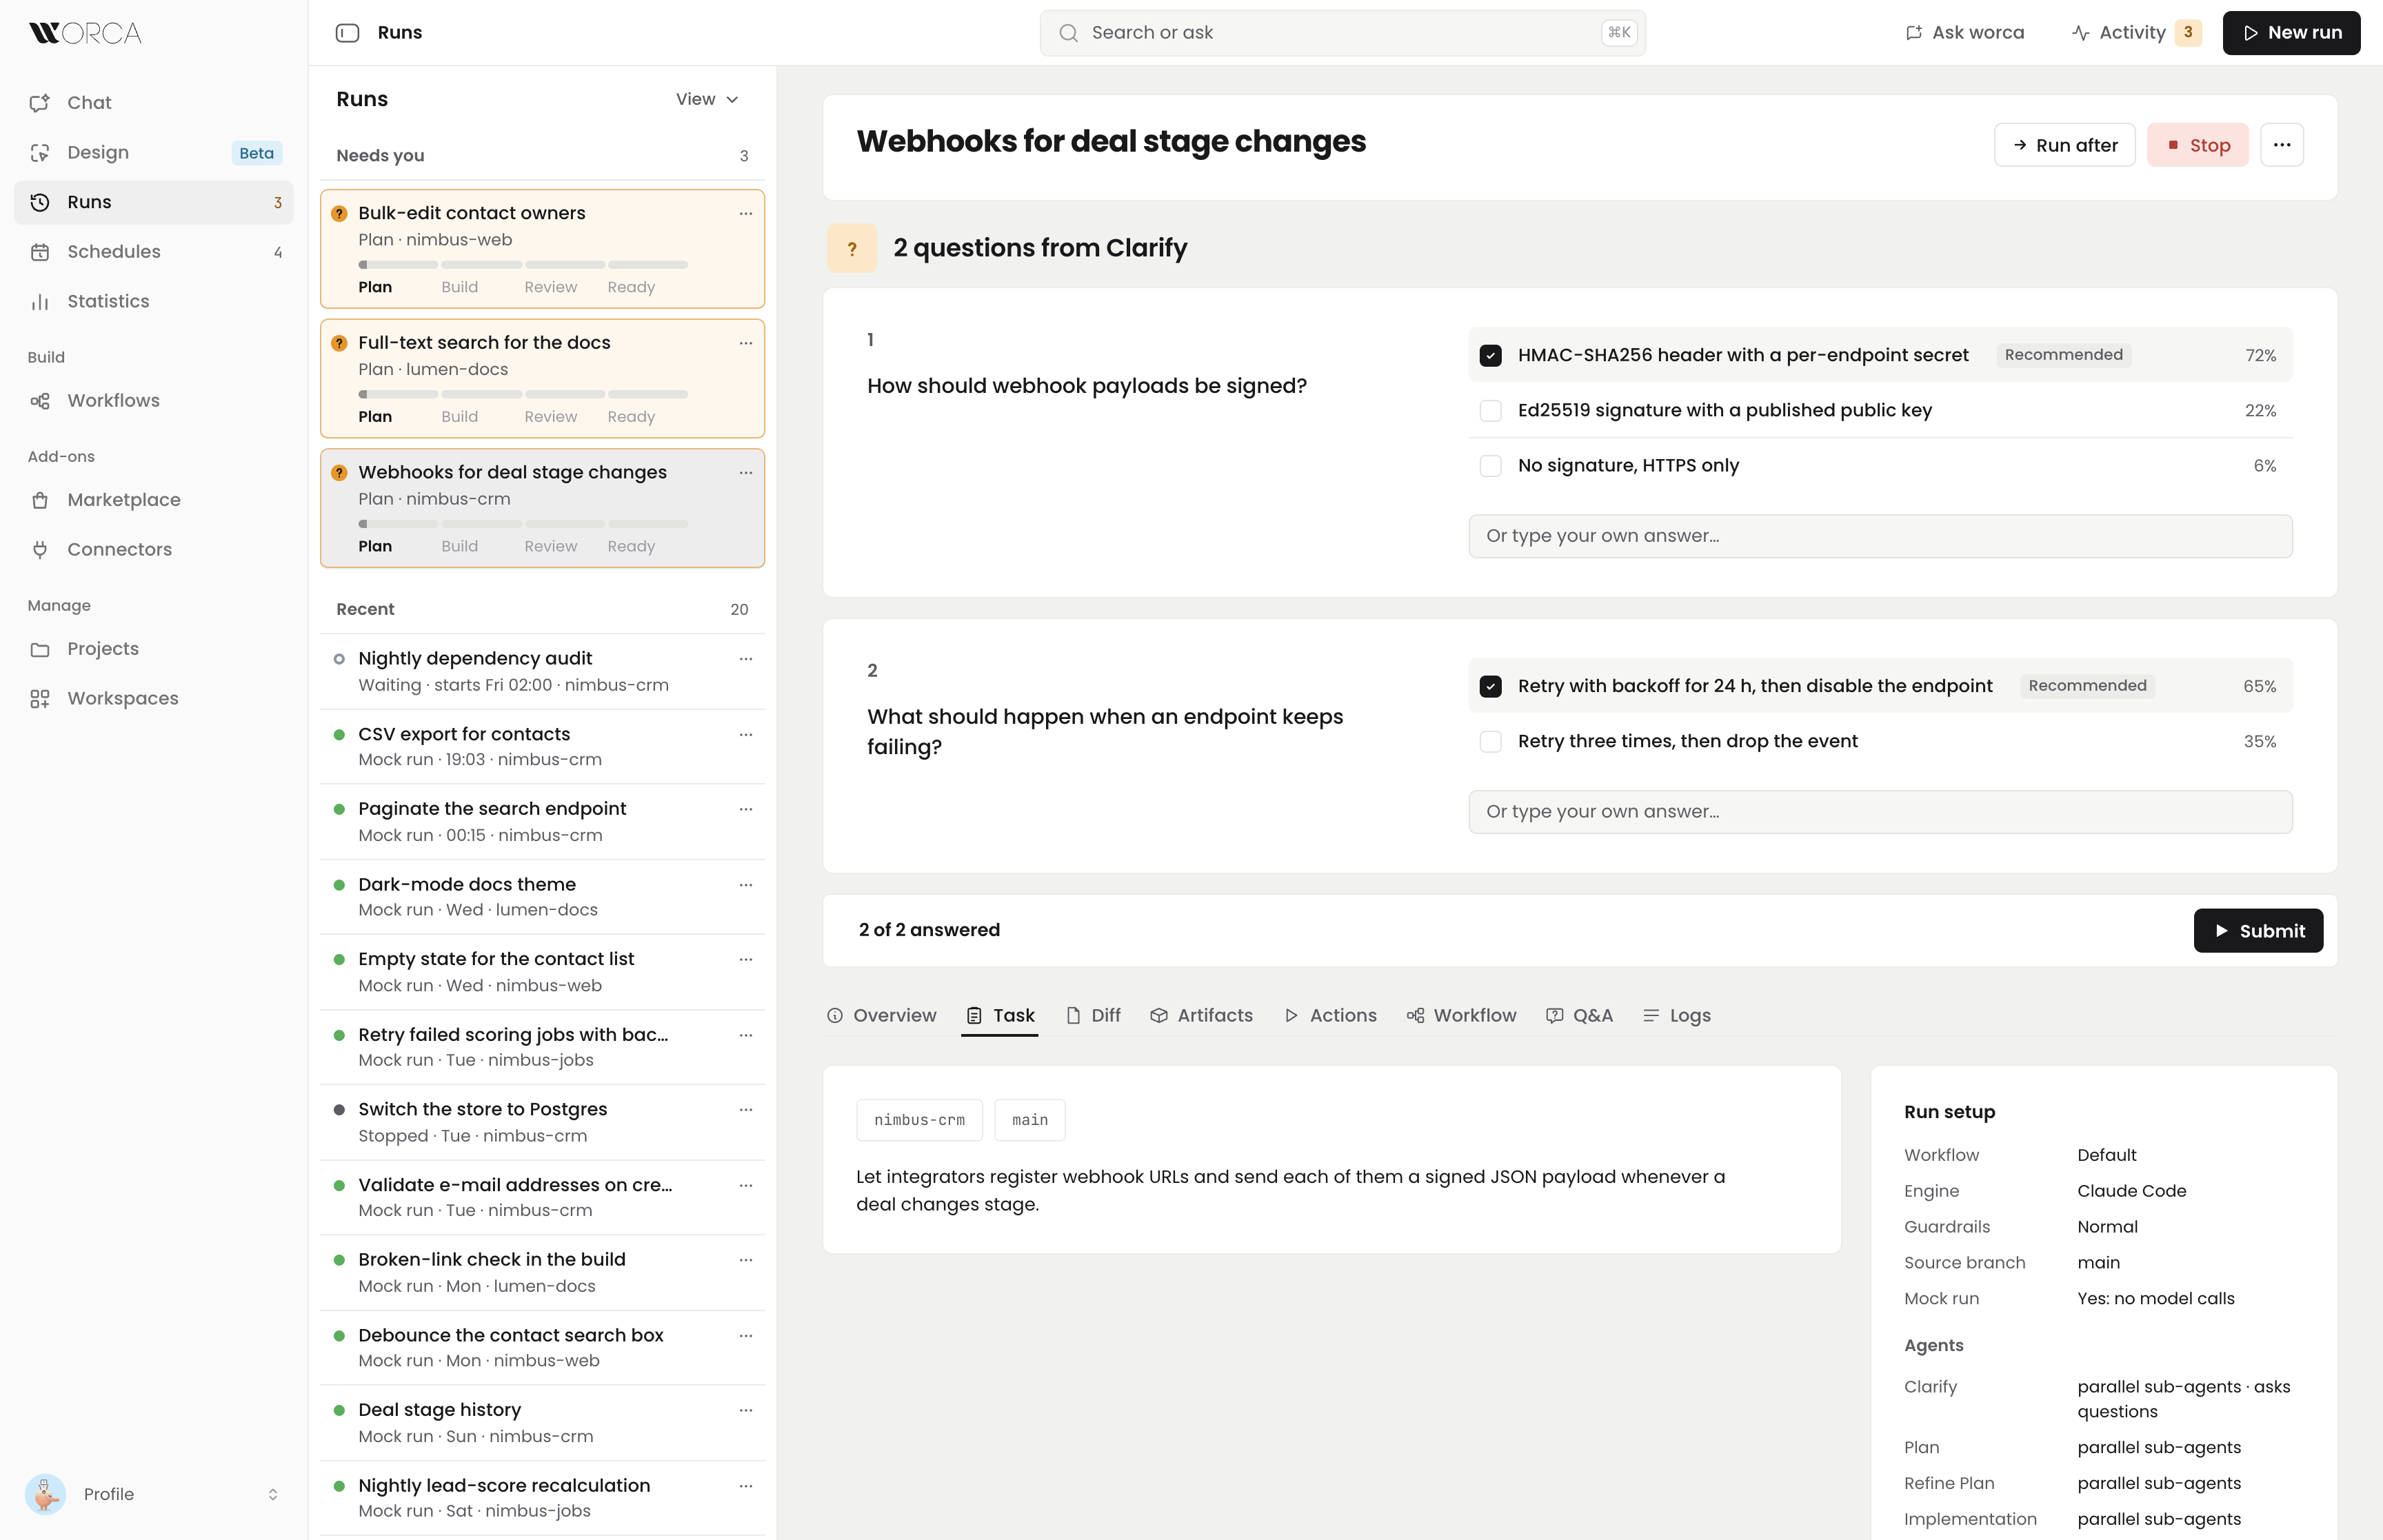 WORCA
Chat
Design Beta
Runs 3
Schedules 4
Statistics
Build
Workflows
Add-ons
Marketplace
Connectors
Manage
Projects
Workspaces
Profile
Runs
Search or ask ⌘K
Ask worca
Activity 3
New run
Runs View
Needs you 3
? Bulk-edit contact owners ...
Plan · nimbus-web
Plan Build Review Ready
? Full-text search for the docs ...
Plan · lumen-docs
Plan Build Review Ready
? Webhooks for deal stage changes ...
Plan · nimbus-crm
Plan Build Review Ready
Recent 20
Nightly dependency audit ...
Waiting · starts Fri 02:00 · nimbus-crm
CSV export for contacts ...
Mock run · 19:03 · nimbus-crm
Paginate the search endpoint ...
Mock run · 00:15 · nimbus-crm
Dark-mode docs theme ...
Mock run · Wed · lumen-docs
Empty state for the contact list ...
Mock run · Wed · nimbus-web
Retry failed scoring jobs with bac... ...
Mock run · Tue · nimbus-jobs
Switch the store to Postgres ...
Stopped · Tue · nimbus-crm
Validate e-mail addresses on cre... ...
Mock run · Tue · nimbus-crm
Broken-link check in the build ...
Mock run · Mon · lumen-docs
Debounce the contact search box ...
Mock run · Mon · nimbus-web
Deal stage history ...
Mock run · Sun · nimbus-crm
Nightly lead-score recalculation ...
Mock run · Sat · nimbus-jobs
Webhooks for deal stage changes
→ Run after
Stop
...
? 2 questions from Clarify
1
How should webhook payloads be signed?
HMAC-SHA256 header with a per-endpoint secret Recommended 72%
Ed25519 signature with a published public key 22%
No signature, HTTPS only 6%
Or type your own answer...
2
What should happen when an endpoint keeps
failing?
Retry with backoff for 24 h, then disable the endpoint Recommended 65%
Retry three times, then drop the event 35%
Or type your own answer...
2 of 2 answered
Submit
Overview Task Diff Artifacts Actions Workflow Q&A Logs
nimbus-crm main
Let integrators register webhook URLs and send each of them a signed JSON payload whenever a
deal changes stage.
Run setup
Workflow Default
Engine Claude Code
Guardrails Normal
Source branch main
Mock run Yes: no model calls
Agents
Clarify parallel sub-agents · asks
questions
Plan parallel sub-agents
Refine Plan parallel sub-agents
Implementation parallel sub-agents